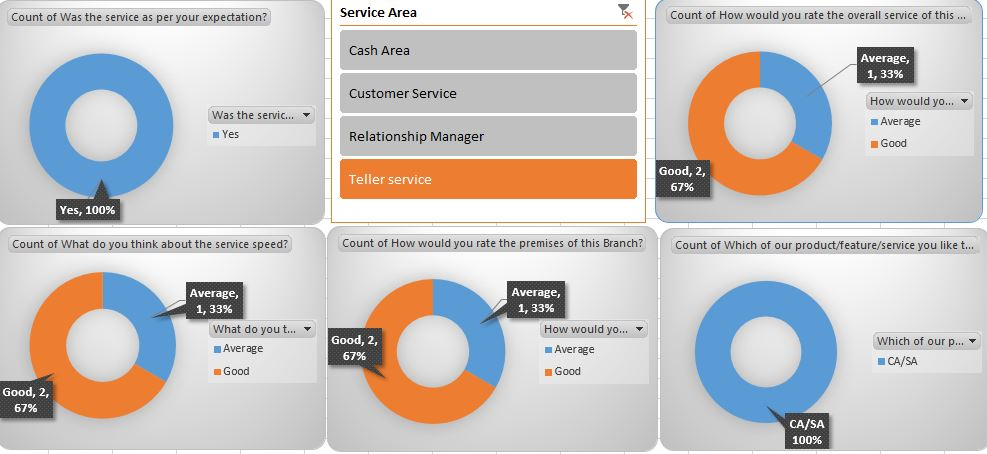 Count of Was the service as per your expectation?
Was the servic...
Yes
Yes, 100%
Service Area
Cash Area
Customer Service
Relationship Manager
Teller service
Count of How would you rate the overall service of this ...
Average,
1, 33%
How would yo...
Average
Good
Good, 2,
67%
Count of What do you think about the service speed?
Average,
1, 33%
What do you t...
Average
Good
Good, 2,
67%
Count of How would you rate the premises of this Branch?
Average,
1, 33%
How would yo...
Average
Good
Good, 2,
67%
Count of Which of our product/feature/service you like t...
Which of our p...
CA/SA
CA/SA
100%